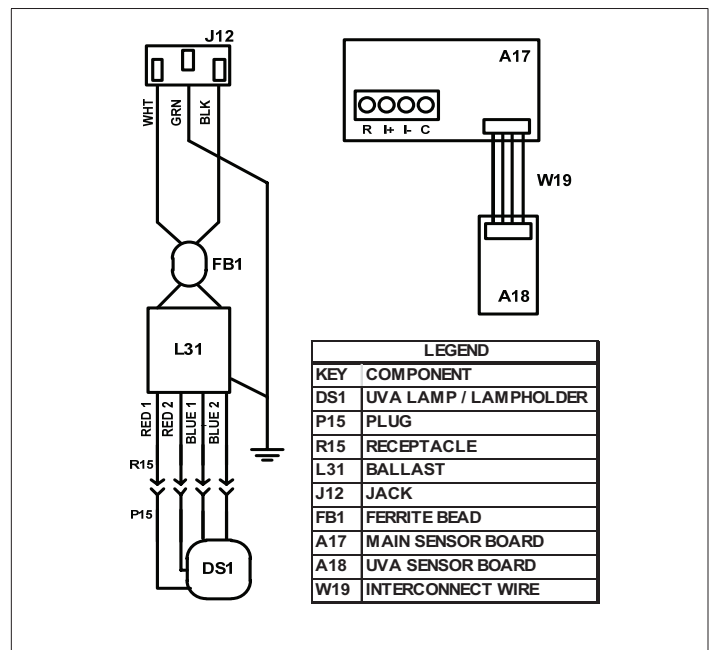 J12
WHT
GRN
BLK
FB1
L31
RED 1
RED 2
BLUE 1
BLUE 2
R15
P15
DS1
A17
R I+ I- C
W19
A18
LEGEND
KEY COMPONENT
DS1 UVA LAMP / LAMPHOLDER
P15 PLUG
R15 RECEPTACLE
L31 BALLAST
J12 JACK
FB1 FERRITE BEAD
A17 MAIN SENSOR BOARD
A18 UVA SENSOR BOARD
W19 INTERCONNECT WIRE